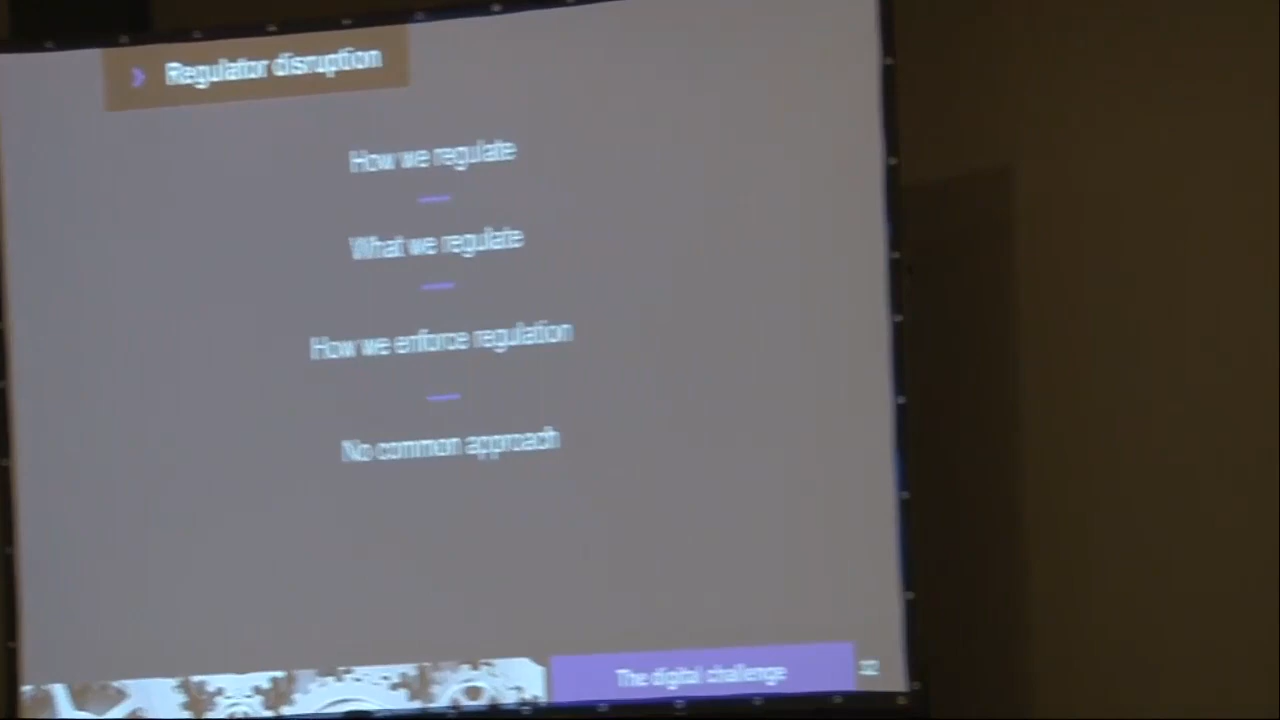 Regulator disruption
How we regulate
What we regulate
How we enforce regulation
No common approach
The digital challenge